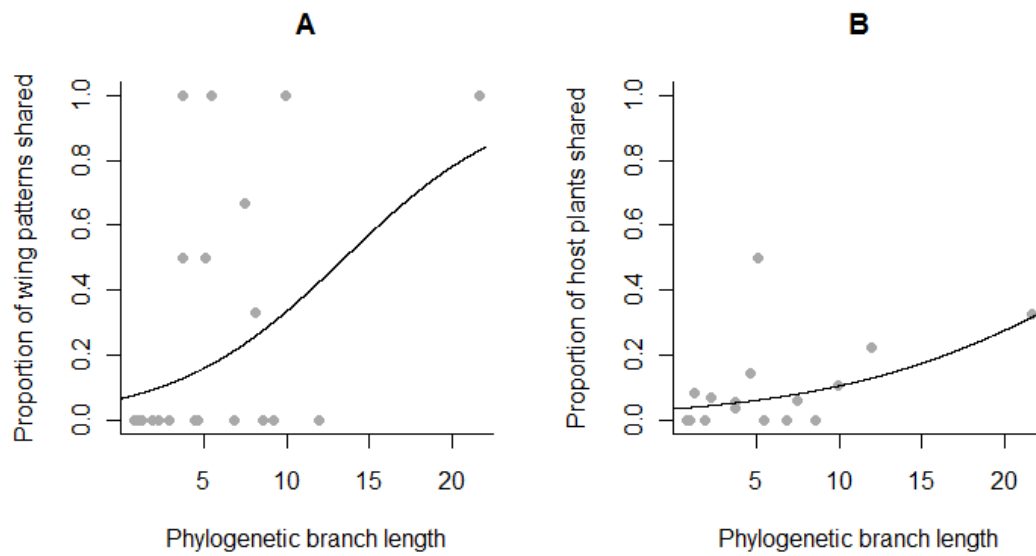 A
Proportion of wing patterns shared
0.0 0.2 0.4 0.6 0.8 1.0
5 10 15 20
Phylogenetic branch length
B
Proportion of host plants shared
0.0 0.2 0.4 0.6 0.8 1.0
5 10 15 20
Phylogenetic branch length